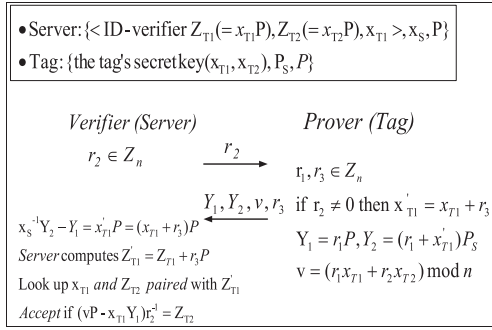 •Server:{< ID-verifier Z_T1(= x_T1P),Z_T2(= x_T2P),x_T1 >,x_S,P}
•Tag:{the tag's secret key(x_T1,x_T2),P_S,P}
Verifier (Server) Prover (Tag)
r_2 ∈ Z_n
r_2
r_1,r_3 ∈ Z_n
Y_1,Y_2,v,r_3
if r_2 ≠ 0 then x'_T1 = x_T1 + r_3
x_S^-1Y_2 – Y_1 = x'_T1P = (x_T1 + r_3)P
Y_1 = r_1P, Y_2 = (r_1 + x'_T1)P_S
Server computes Z'_T1 = Z_T1 + r_3P
v = (r_1x_T1 + r_2x_T2) mod n
Look up x_T1 and Z_T2 paired with Z'_T1
Accept if (vP - x_T1Y_1)r_2^-1 = Z_T2